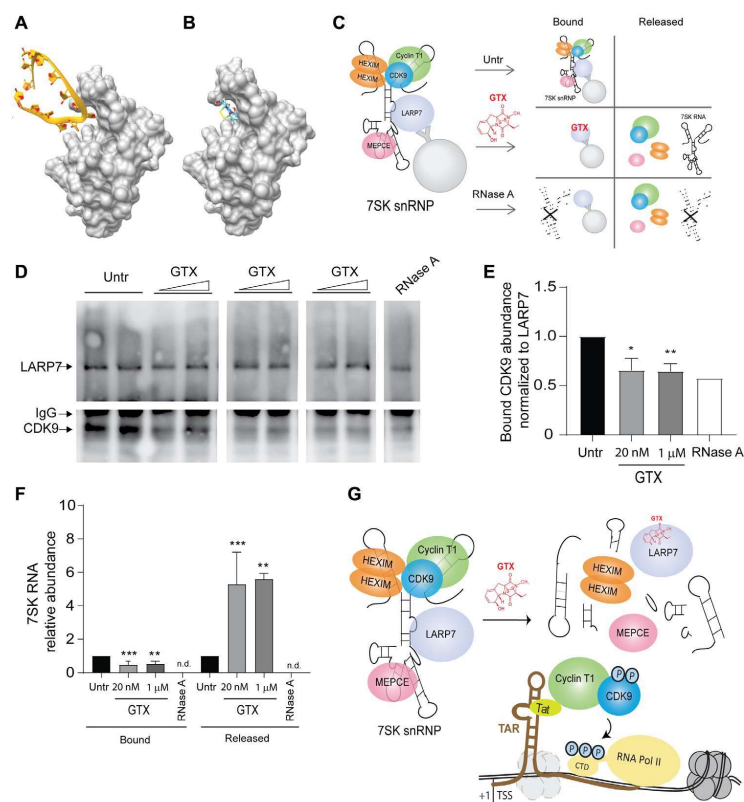 A
B
C
Bound
Released
HEXIM
HEXIM
Cyclin T1
CDK9
LARP7
MEPCE
7SK snRNP
Untr
GTX
RNase A
7SK snRNP
GTX
7SK RNA
D
Untr
GTX
GTX
GTX
RNase A
LARP7
IgG
CDK9
E
Bound CDK9 abundance
normalized to LARP7
1.5
1.0
0.5
0.0
*
**
Untr
20 nM
1 μM
RNase A
GTX
F
7SK RNA
relative abundance
10
8
6
4
2
0
***
**
n.d.
***
**
n.d.
Untr
20 nM
1 μM
RNase A
Untr
20 nM
1 μM
RNase A
GTX
GTX
Bound
Released
G
HEXIM
HEXIM
Cyclin T1
CDK9
LARP7
MEPCE
7SK snRNP
GTX
GTX
LARP7
HEXIM
HEXIM
MEPCE
Cyclin T1
P P
CDK9
Tat
TAR
P P P
CTD
RNA Pol II
+1 TSS